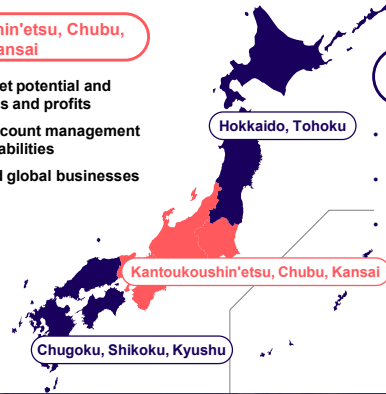 hin'etsu, Chubu,
ansai
et potential and
s and profits
count management
abilities
l global businesses
Hokkaido, Tohoku
Kantoukoushin'etsu, Chubu, Kansai
Chugoku, Shikoku, Kyushu